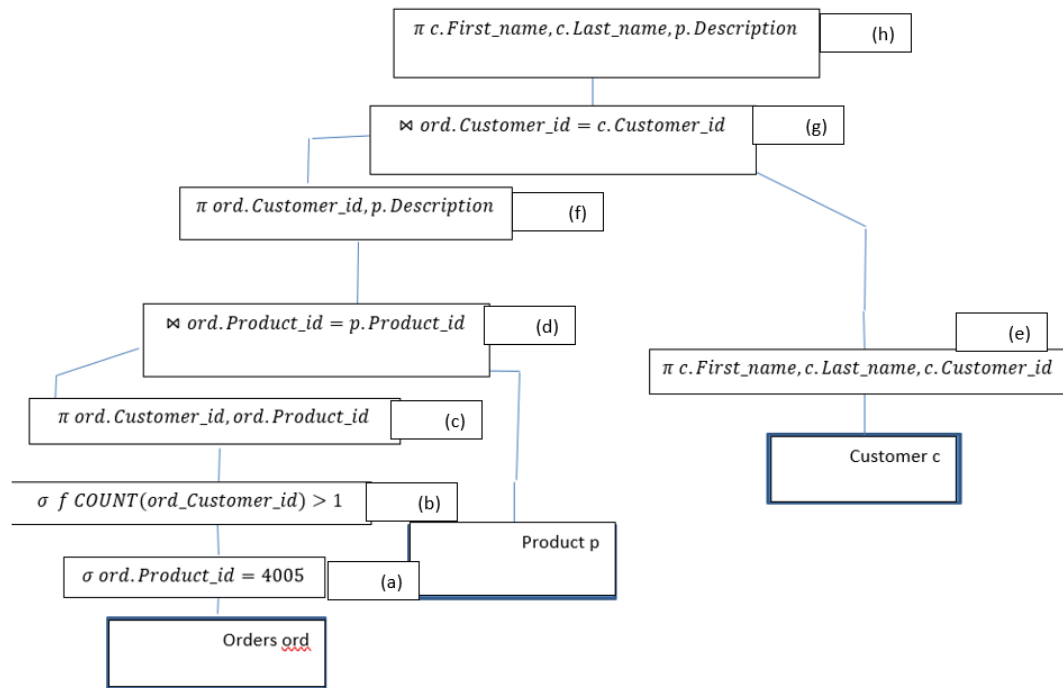 π c.First_name, c.Last_name, p.Description
(h)
⋈ ord.Customer_id = c.Customer_id
(g)
π ord.Customer_id, p.Description
(f)
⋈ ord.Product_id = p.Product_id
(d)
(e)
π c.First_name, c.Last_name, c.Customer_id
π ord.Customer_id, ord.Product_id
(c)
Customer c
σ f COUNT(ord_Customer_id) > 1
(b)
Product p
σ ord.Product_id = 4005
(a)
Orders ord